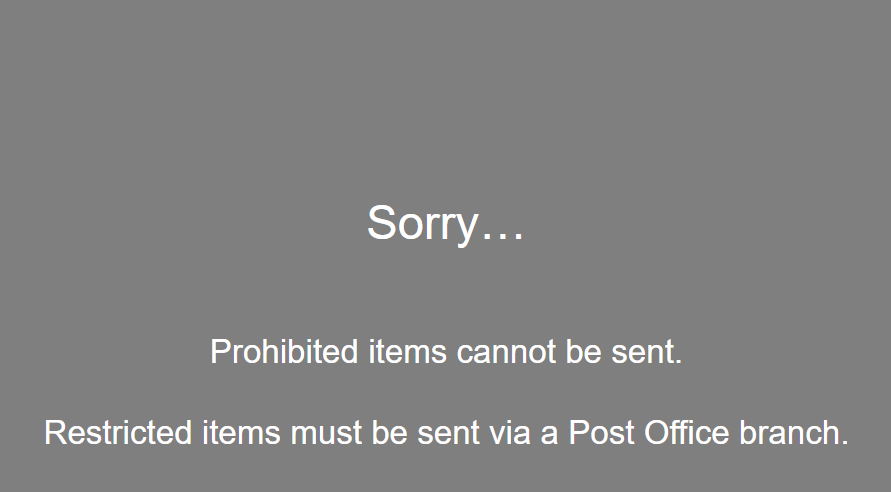 Sorry…
Prohibited items cannot be sent.
Restricted items must be sent via a Post Office branch.